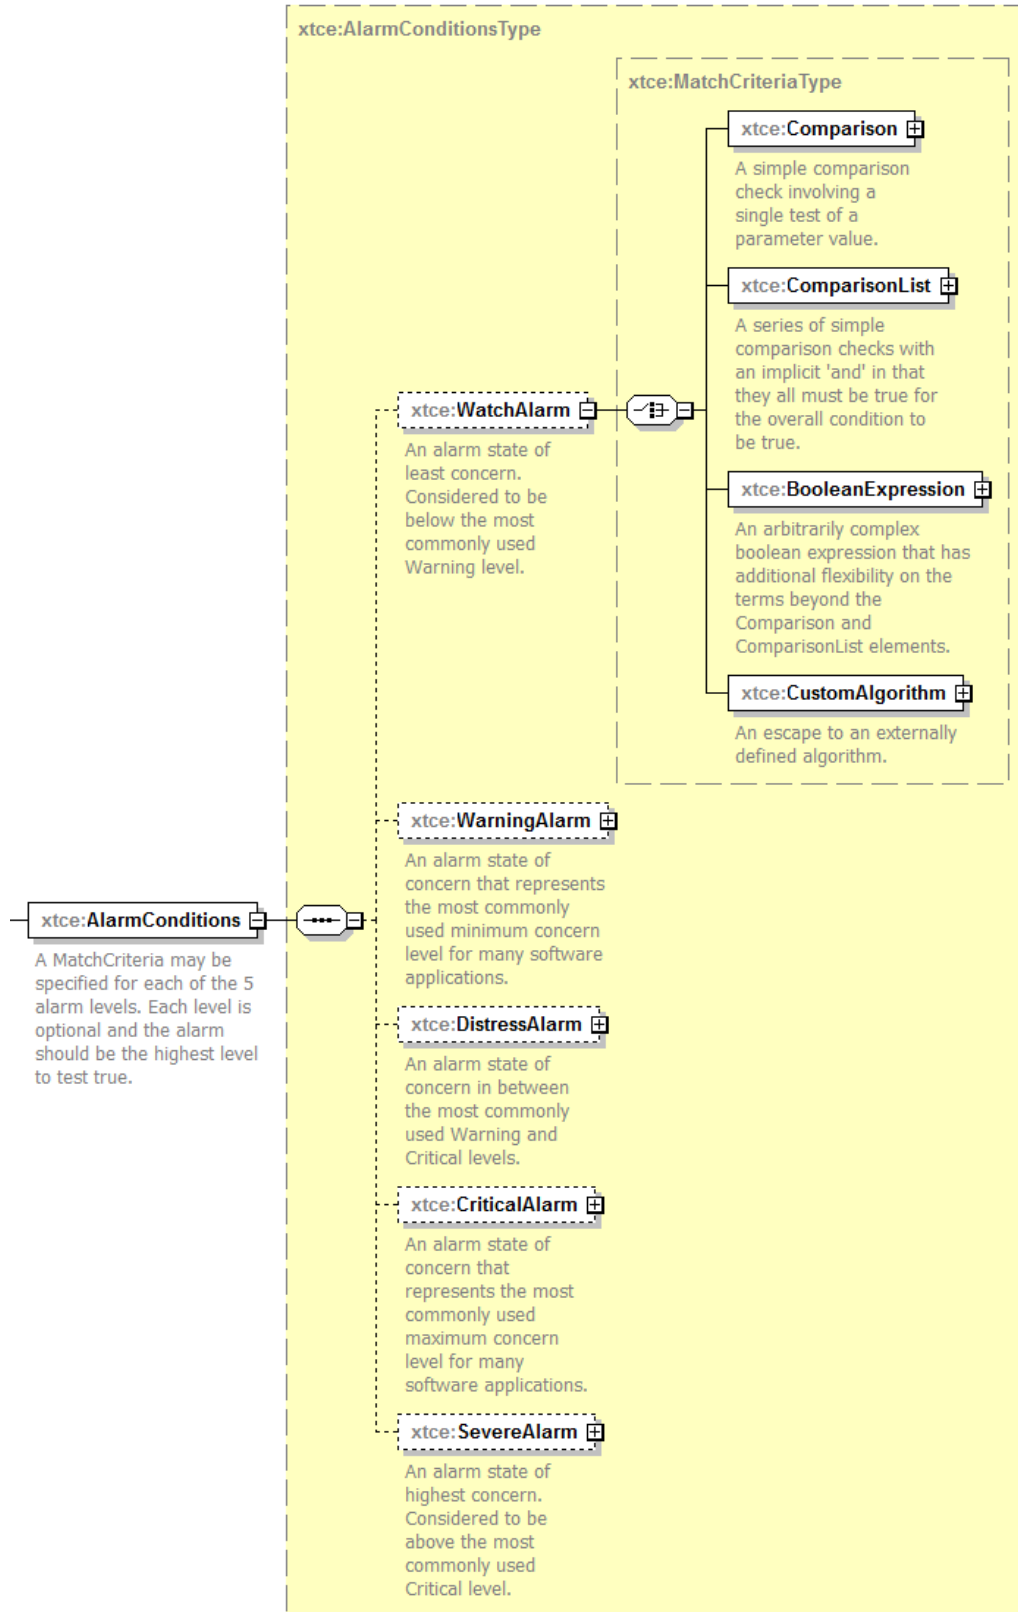 xtce:AlarmConditionsType
xtce:MatchCriteriaType
xtce:Comparison
A simple comparison
check involving a
single test of a
parameter value.
xtce:ComparisonList
A series of simple
comparison checks with
an implicit 'and' in that
they all must be true for
the overall condition to
be true.
xtce:WatchAlarm
An alarm state of
least concern.
Considered to be
below the most
commonly used
Warning level.
xtce:BooleanExpression
An arbitrarily complex
boolean expression that has
additional flexibility on the
terms beyond the
Comparison and
ComparisonList elements.
xtce:CustomAlgorithm
An escape to an externally
defined algorithm.
xtce:WarningAlarm
An alarm state of
concern that represents
the most commonly
used minimum concern
level for many software
applications.
xtce:AlarmConditions
A MatchCriteria may be
specified for each of the 5
alarm levels. Each level is
optional and the alarm
should be the highest level
to test true.
xtce:DistressAlarm
An alarm state of
concern in between
the most commonly
used Warning and
Critical levels.
xtce:CriticalAlarm
An alarm state of
concern that
represents the most
commonly used
maximum concern
level for many
software applications.
xtce:SevereAlarm
An alarm state of
highest concern.
Considered to be
above the most
commonly used
Critical level.